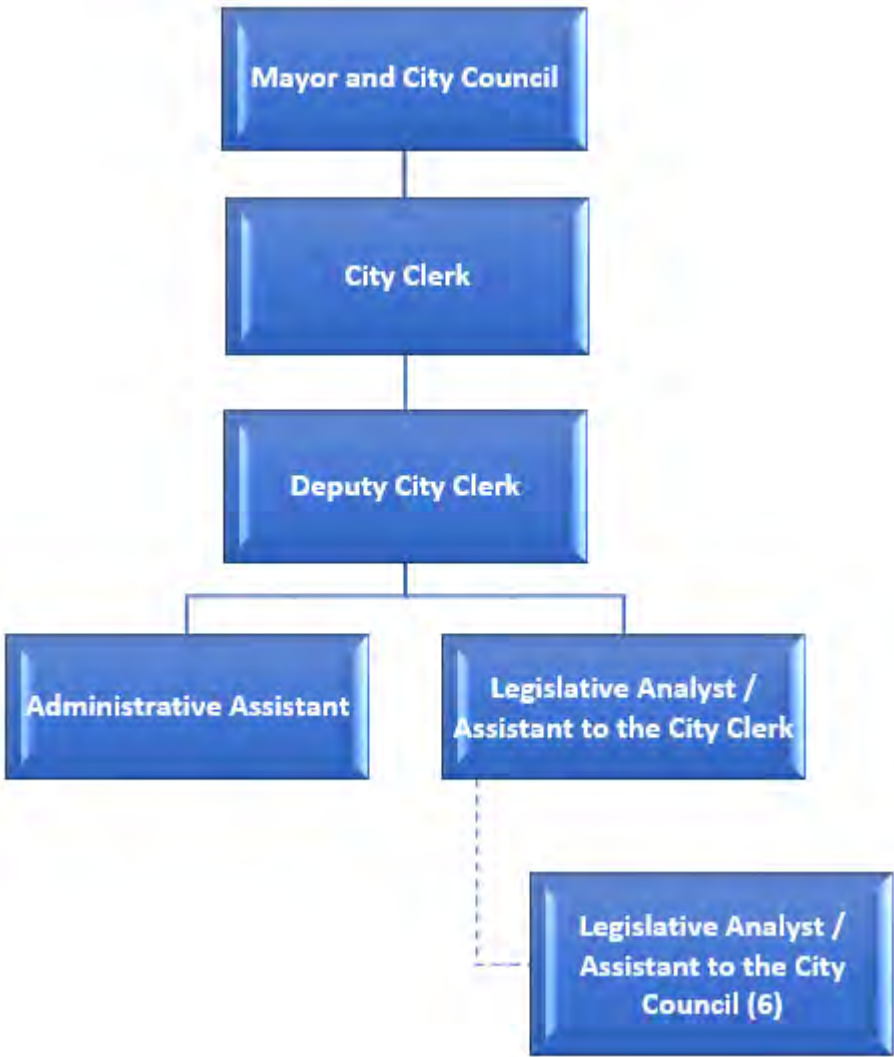 Mayor and City Council
City Clerk
Deputy City Clerk
Administrative Assistant
Legislative Analyst /
Assistant to the City Clerk
Legislative Analyst /
Assistant to the City
Council (6)